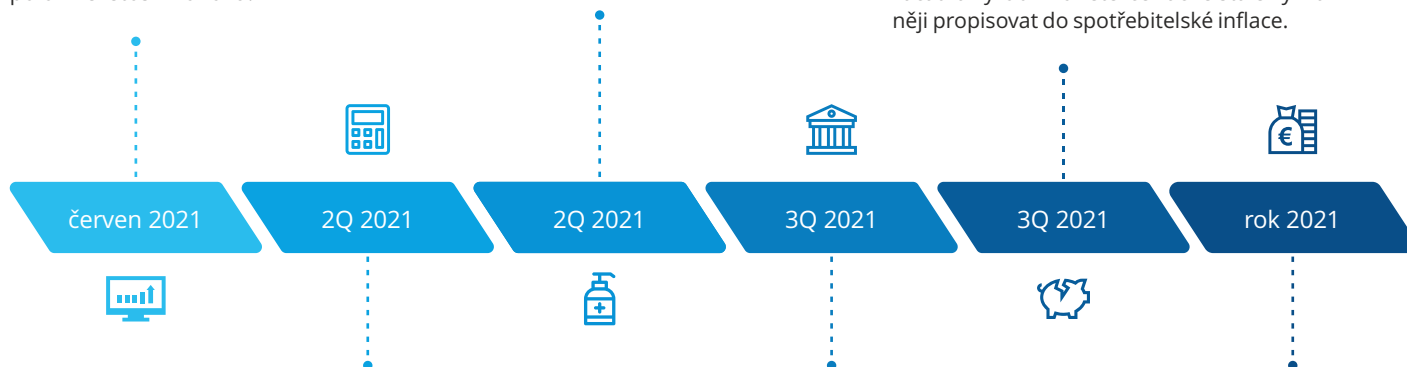 něji propisovat do spotřebitelské inflace.
červen 2021
2Q 2021
2Q 2021
3Q 2021
3Q 2021
rok 2021